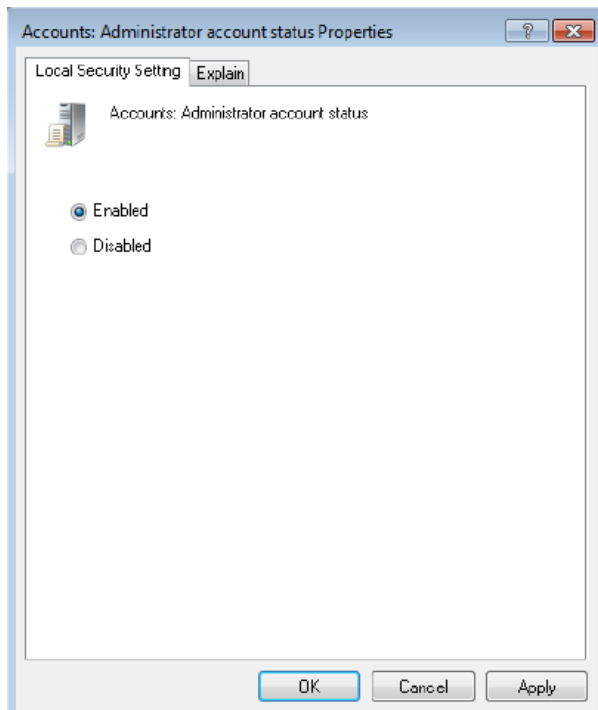 Accounts: Administrator account status Properties
Local Security Setting Explain
Accounts: Administrator account status
Enabled
Disabled
OK Cancel Apply